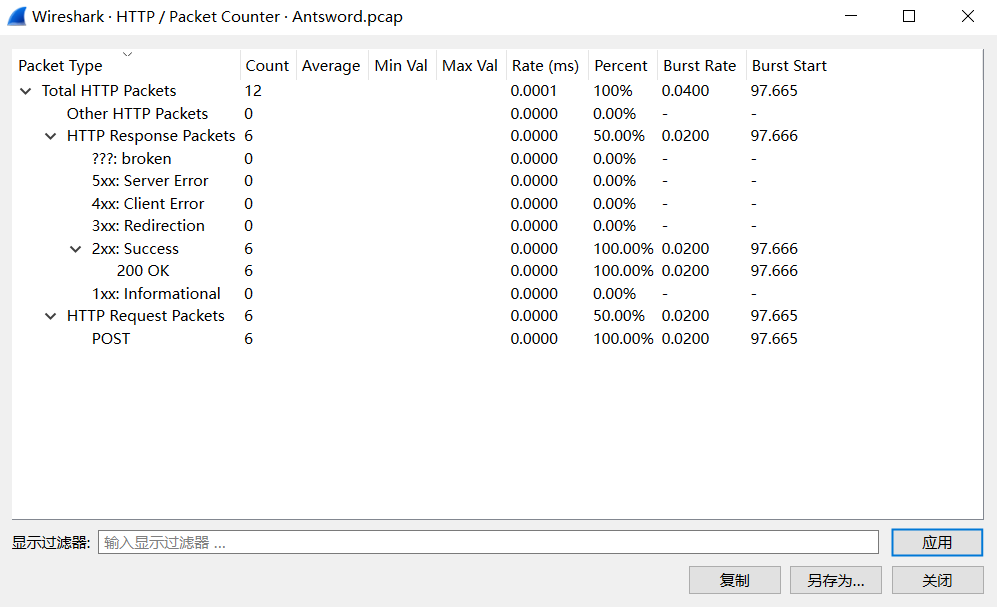 Wireshark · HTTP / Packet Counter · Antsword.pcap
Packet Type Count Average Min Val Max Val Rate (ms) Percent Burst Rate Burst Start
Total HTTP Packets 12 0.0001 100% 0.0400 97.665
Other HTTP Packets 0 0.0000 0.00% - -
HTTP Response Packets 6 0.0000 50.00% 0.0200 97.666
???: broken 0 0.0000 0.00% - -
5xx: Server Error 0 0.0000 0.00% - -
4xx: Client Error 0 0.0000 0.00% - -
3xx: Redirection 0 0.0000 0.00% - -
2xx: Success 6 0.0000 100.00% 0.0200 97.666
200 OK 6 0.0000 100.00% 0.0200 97.666
1xx: Informational 0 0.0000 0.00% - -
HTTP Request Packets 6 0.0000 50.00% 0.0200 97.665
POST 6 0.0000 100.00% 0.0200 97.665
显示过滤器: 输入显示过滤器 ... 应用
复制 另存为... 关闭